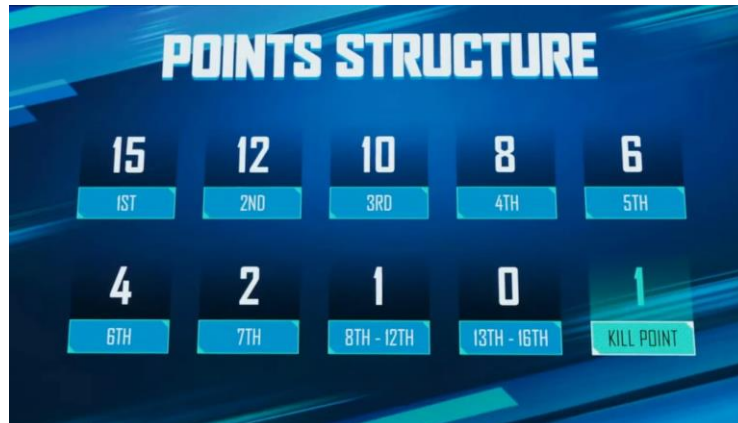 POINTS STRUCTURE
15 12 10 8 6
1ST 2ND 3RD 4TH 5TH
4 2 1 0 1
6TH 7TH 8TH - 12TH 13TH - 16TH KILL POINT